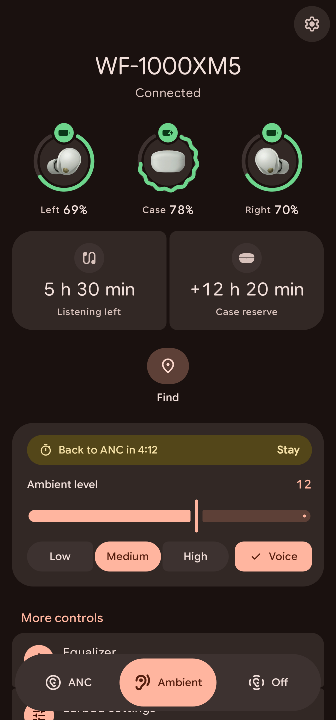 WF-1000XM5
Connected
Left 69%
Case 78%
Right 70%
5 h 30 min
Listening left
+12 h 20 min
Case reserve
Find
Back to ANC in 4:12
Stay
Ambient level
12
Low
Medium
High
Voice
More controls
Equalizer
Earbud settings
ANC
Ambient
Off